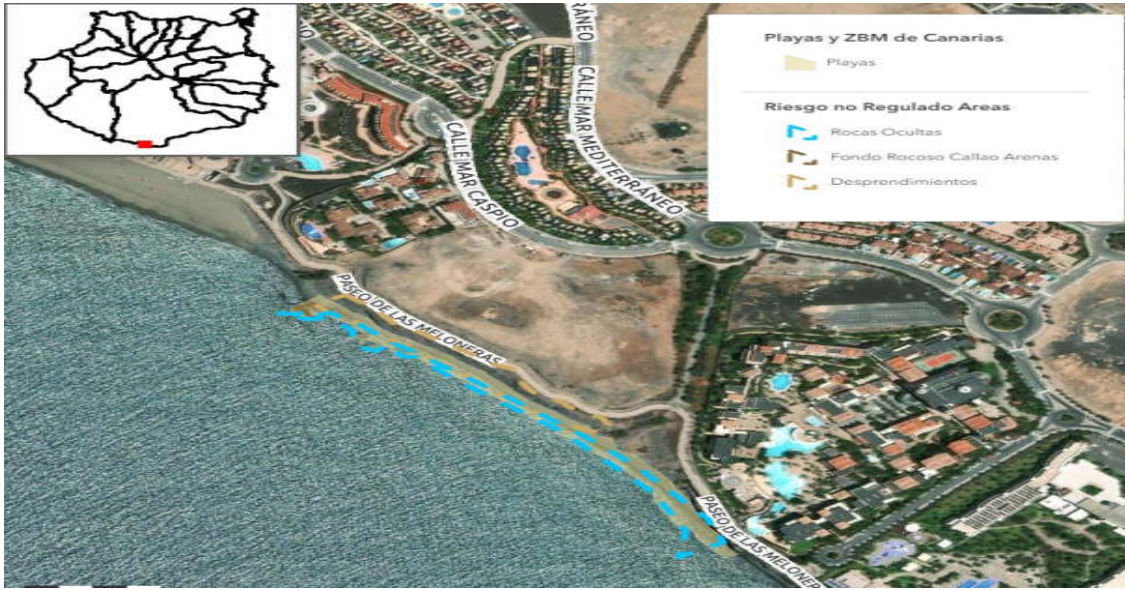 Playas y ZBM de Canarias
Playas
Riesgo no Regulado Areas
Rocas Ocultas
Fondo Rocoso Callao Arenas
Desprendimientos
RÁNEO
CALLE MAR MEDITERRÁNEO
CALLE MAR CASPIO
PASEO DE LAS MELONERAS
PASEO DE LAS MELONER